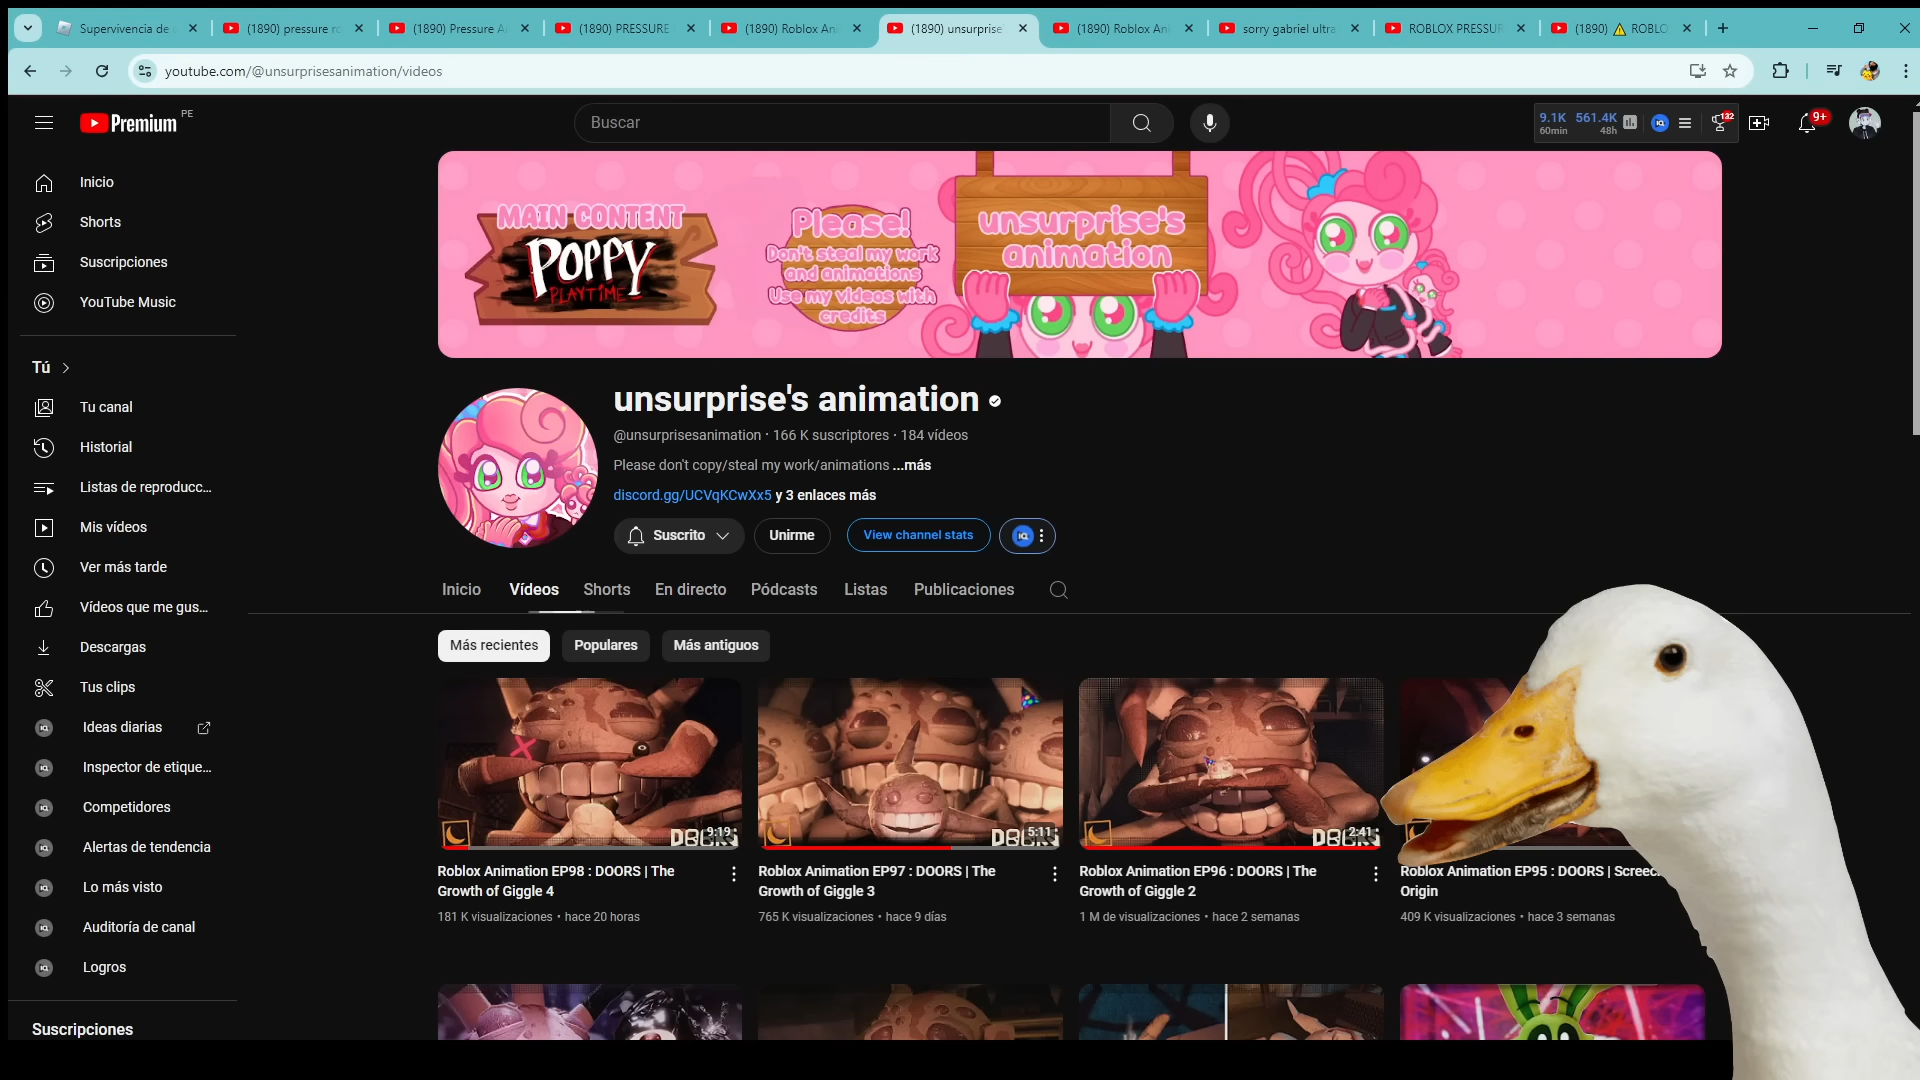 Supervivencia de
(1890) pressure ro
(1890) Pressure A
(1890) PRESSURE
(1890) Roblox Ani
(1890) unsurprise
(1890) Roblox Ani
sorry gabriel ultra
ROBLOX PRESSUR
(1890) ⚠ ROBLO
youtube.com/@unsurprisesanimation/videos
Premium PE
Buscar
9.1K 561.4K
60min 48h
132
9+
Inicio
Shorts
Suscripciones
YouTube Music
Tú
Tu canal
Historial
Listas de reproducc...
Mis vídeos
Ver más tarde
Vídeos que me gus...
Descargas
Tus clips
Ideas diarias
Inspector de etique...
Competidores
Alertas de tendencia
Lo más visto
Auditoría de canal
Logros
Suscripciones
MAIN CONTENT
POPPY
PLAYTIME
Please!
Don't steal my work
and animations
Use my videos with
credits
unsurprise's
animation
unsurprise's animation
@unsurprisesanimation · 166 K suscriptores · 184 vídeos
Please don't copy/steal my work/animations ...más
discord.gg/UCVqKCwXx5 y 3 enlaces más
Suscrito
Unirme
View channel stats
Inicio
Vídeos
Shorts
En directo
Pódcasts
Listas
Publicaciones
Más recientes
Populares
Más antiguos
DOORS
9:19
Roblox Animation EP98 : DOORS | The
Growth of Giggle 4
181 K visualizaciones • hace 20 horas
DOORS
5:11
Roblox Animation EP97 : DOORS | The
Growth of Giggle 3
765 K visualizaciones • hace 9 días
DOORS
2:41
Roblox Animation EP96 : DOORS | The
Growth of Giggle 2
1 M de visualizaciones • hace 2 semanas
Roblox Animation EP95 : DOORS | Screec
Origin
409 K visualizaciones • hace 3 semanas